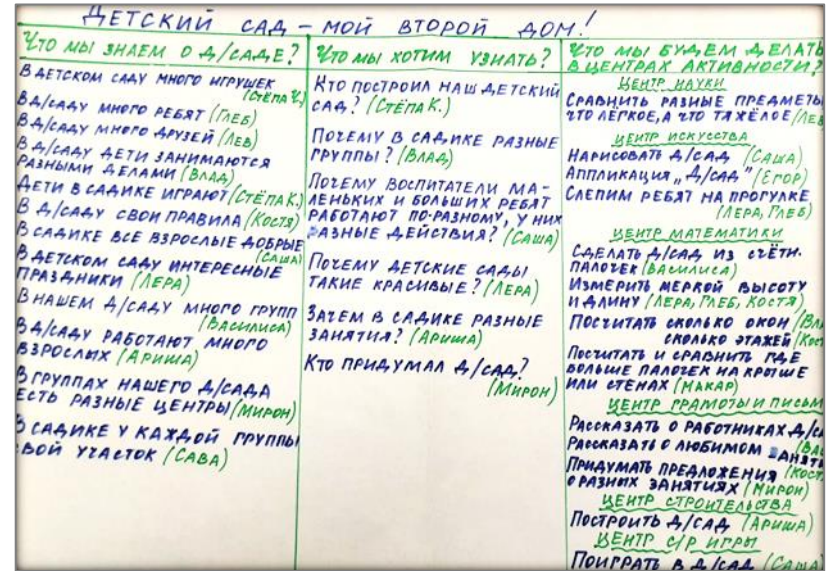 ДЕТСКИЙ САД – МОЙ ВТОРОЙ ДОМ!
ЧТО МЫ ЗНАЕМ О Д/САДЕ?
В ДЕТСКОМ САДУ МНОГО ИГРУШЕК
(СТЁПА Ч.)
В Д/САДУ МНОГО РЕБЯТ (ГЛЕБ)
В Д/САДУ МНОГО ДРУЗЕЙ (ЛЕВ)
В Д/САДУ ДЕТИ ЗАНИМАЮТСЯ
РАЗНЫМИ ДЕЛАМИ (ВЛАД)
ДЕТИ В САДИКЕ ИГРАЮТ (СТЁПА К.)
В Д/САДУ СВОИ ПРАВИЛА (КОСТЯ)
В САДИКЕ ВСЕ ВЗРОСЛЫЕ ДОБРЫЕ
(САША)
В ДЕТСКОМ САДУ ИНТЕРЕСНЫЕ
ПРАЗДНИКИ (ЛЕРА)
В НАШЕМ Д/САДУ МНОГО ГРУПП
(ВАСИЛИСА)
В Д/САДУ РАБОТАЮТ МНОГО
ВЗРОСЛЫХ (АРИША)
В ГРУППАХ НАШЕГО Д/САДА
ЕСТЬ РАЗНЫЕ ЦЕНТРЫ (МИРОН)
В САДИКЕ У КАЖДОЙ ГРУППЫ
СВОЙ УЧАСТОК (САВА)
ЧТО МЫ ХОТИМ УЗНАТЬ?
КТО ПОСТРОИЛ НАШ ДЕТСКИЙ
САД? (СТЁПА К.)
ПОЧЕМУ В САДИКЕ РАЗНЫЕ
ГРУППЫ? (ВЛАД)
ПОЧЕМУ ВОСПИТАТЕЛИ МА-
ЛЕНЬКИХ И БОЛЬШИХ РЕБЯТ
РАБОТАЮТ ПО-РАЗНОМУ, У НИХ
РАЗНЫЕ ДЕЙСТВИЯ? (САША)
ПОЧЕМУ ДЕТСКИЕ САДЫ
ТАКИЕ КРАСИВЫЕ? (ЛЕРА)
ЗАЧЕМ В САДИКЕ РАЗНЫЕ
ЗАНЯТИЯ? (АРИША)
КТО ПРИДУМАЛ Д/САД?
(МИРОН)
ЧТО МЫ БУДЕМ ДЕЛАТЬ
В ЦЕНТРАХ АКТИВНОСТИ?
ЦЕНТР НАУКИ
СРАВНИТЬ РАЗНЫЕ ПРЕДМЕТЫ
ЧТО ЛЁГКОЕ, А ЧТО ТЯЖЁЛОЕ (ЛЕВ
ЦЕНТР ИСКУССТВА
НАРИСОВАТЬ Д/САД (САША)
АППЛИКАЦИЯ „Д/САД" (ЕГОР)
СЛЕПИМ РЕБЯТ НА ПРОГУЛКЕ
(ЛЕРА, ГЛЕБ)
ЦЕНТР МАТЕМАТИКИ
СДЕЛАТЬ Д/САД ИЗ СЧЁТН.
ПАЛОЧЕК (ВАСИЛИСА)
ИЗМЕРИТЬ МЕРКОЙ ВЫСОТУ
И ДЛИНУ (ЛЕРА, ГЛЕБ, КОСТЯ)
ПОСЧИТАТЬ СКОЛЬКО ОКОН (ВЛ
СКОЛЬКО ЭТАЖЕЙ (КОСТ
ПОСЧИТАТЬ И СРАВНИТЬ ГДЕ
БОЛЬШЕ ПАЛОЧЕК НА КРЫШЕ
ИЛИ СТЕНАХ (МАКАР)
ЦЕНТР ГРАМОТЫ И ПИСЬМ
РАССКАЗАТЬ О РАБОТНИКАХ Д/СА
РАССКАЗАТЬ О ЛЮБИМОМ ЗАНЯТИ
ПРИДУМАТЬ ПРЕДЛОЖЕНИЯ (КОСТ
О РАЗНЫХ ЗАНЯТИЯХ (МИРОН)
ЦЕНТР СТРОИТЕЛЬСТВА
ПОСТРОИТЬ Д/САД (АРИША)
ЦЕНТР С/Р ИГРЫ
ПОИГРАТЬ В Д/САД (САША)